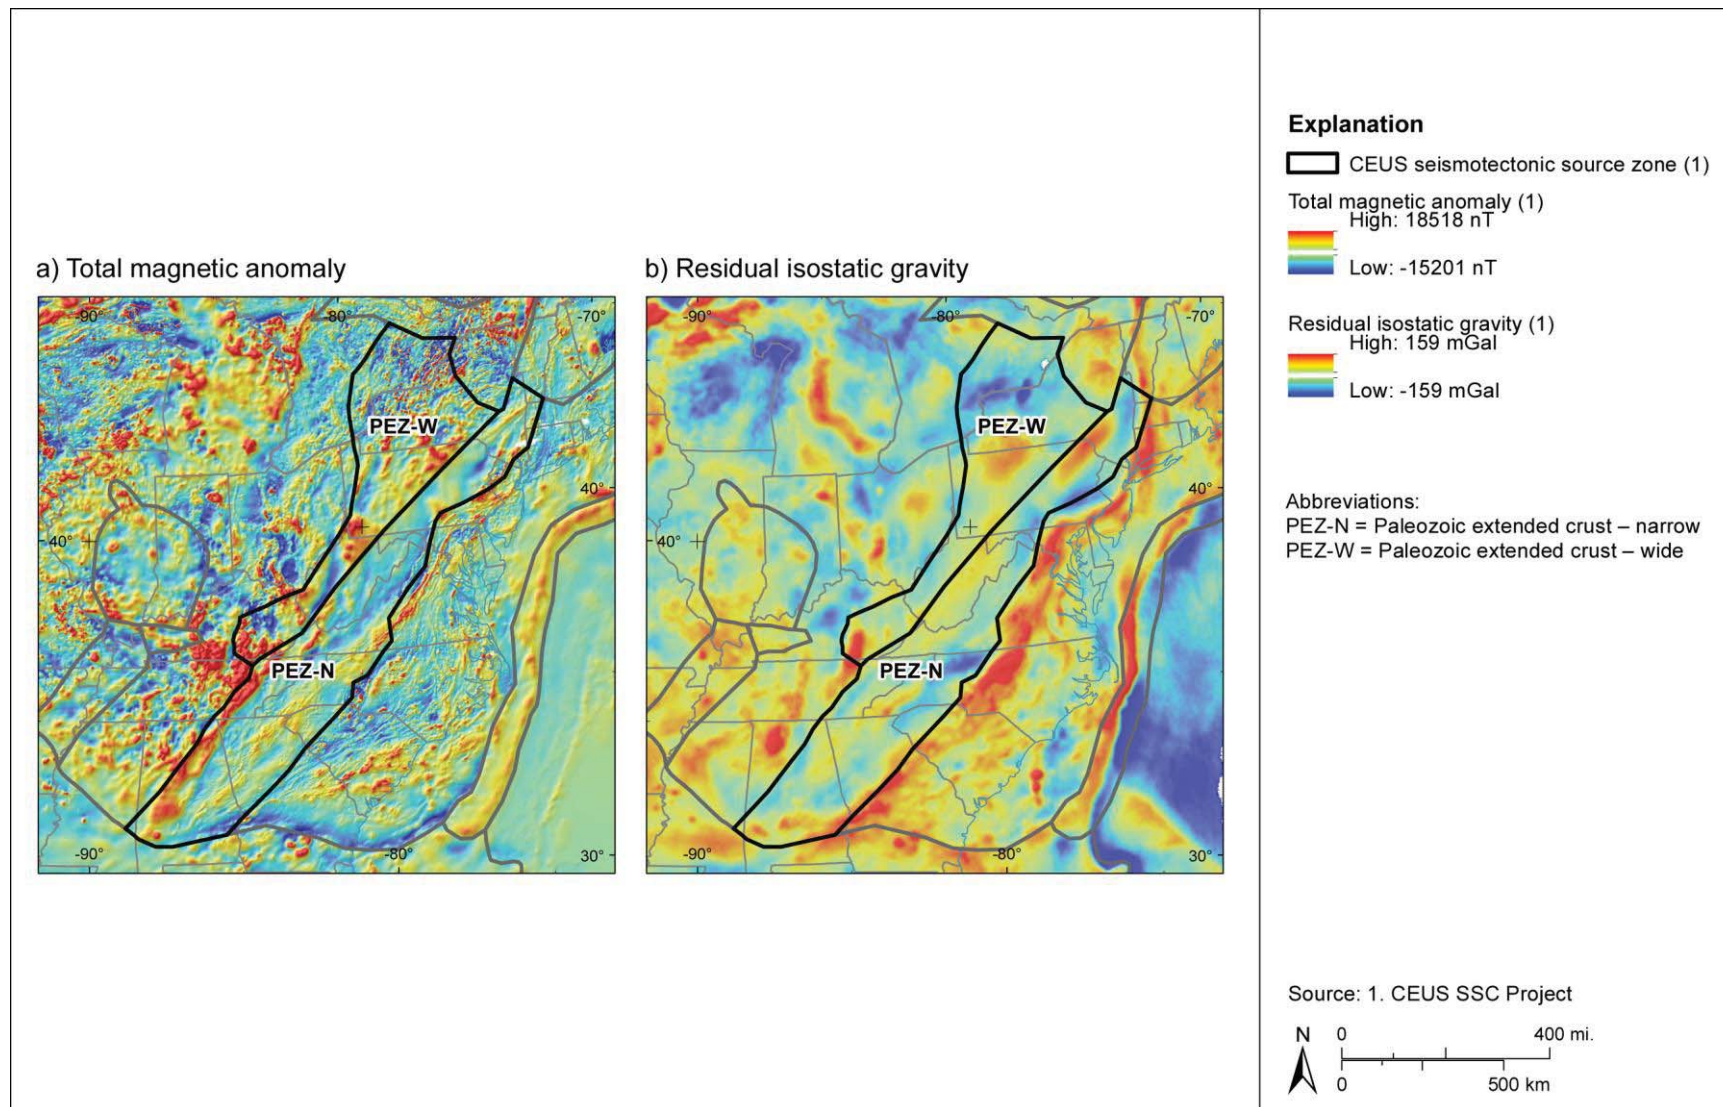 a) Total magnetic anomaly
-90°
-80°
-70°
PEZ-W
40°
40°
PEZ-N
-90°
-80°
30°
b) Residual isostatic gravity
-90°
-80°
-70°
PEZ-W
40°
40°
PEZ-N
-90°
-80°
30°
Explanation
CEUS seismotectonic source zone (1)
Total magnetic anomaly (1)
High: 18518 nT
Low: -15201 nT
Residual isostatic gravity (1)
High: 159 mGal
Low: -159 mGal
Abbreviations:
PEZ-N = Paleozoic extended crust – narrow
PEZ-W = Paleozoic extended crust – wide
Source: 1. CEUS SSC Project
N
0 400 mi.
0 500 km